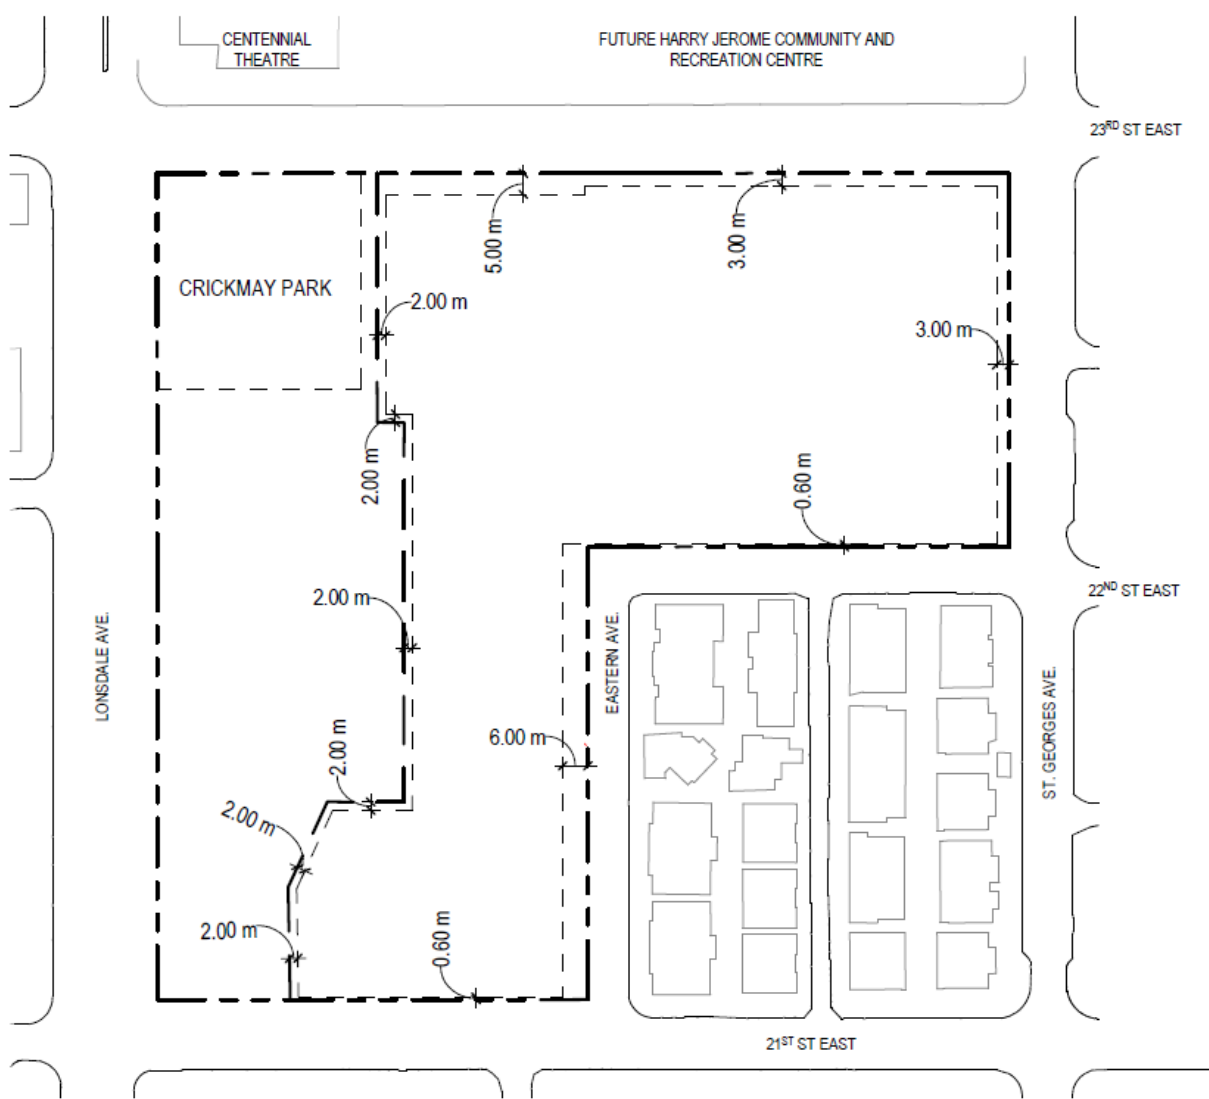 CENTENNIAL
THEATRE
FUTURE HARRY JEROME COMMUNITY AND
RECREATION CENTRE
23RD ST EAST
5.00 m
3.00 m
CRICKMAY PARK
2.00 m
3.00 m
2.00 m
0.60 m
2.00 m
22ND ST EAST
LONSDALE AVE.
EASTERN AVE.
ST. GEORGES AVE.
6.00 m
2.00 m
2.00 m
2.00 m
0.60 m
21ST ST EAST